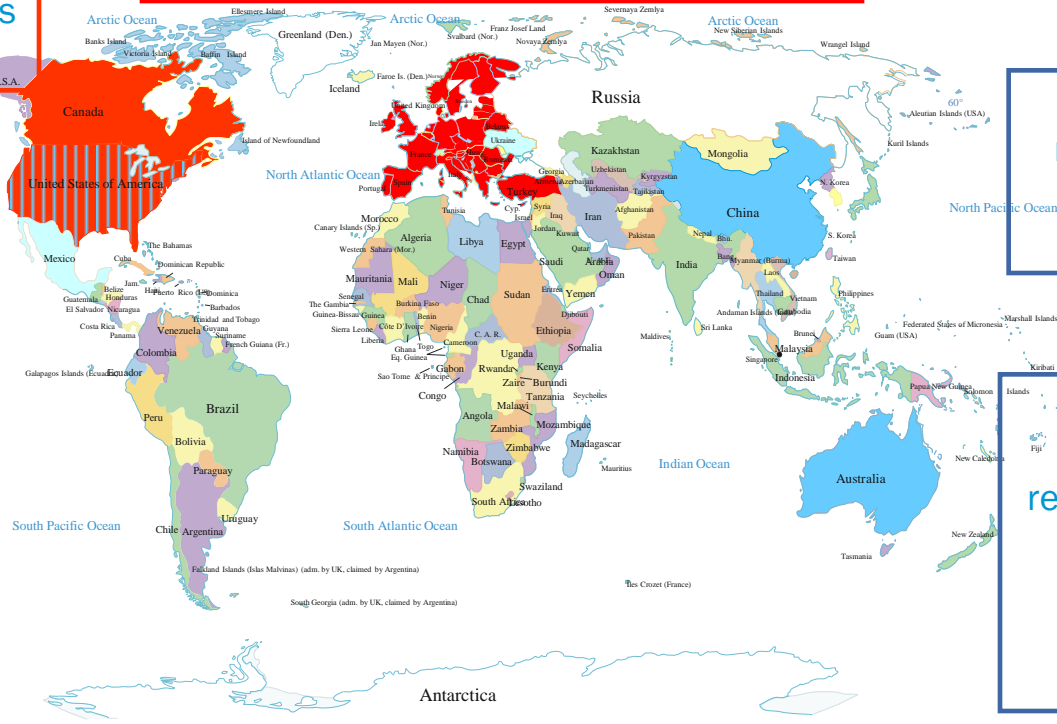 s
Arctic Ocean
Ellesmere Island
Arctic Ocean
Severnaya Zemlya
Arctic Ocean
Banks Island
Victoria Island
Baffin Island
Greenland (Den.)
Jan Mayen (Nor.)
Svalbard (Nor.)
Franz Josef Land
Novaya Zemlya
New Siberian Islands
Wrangel Island
S.A.
Iceland
Faroe Is. (Den.)
Russia
Canada
United Kingdom
60°
Aleutian Islands (USA)
Island of Newfoundland
Ukraine
Kuril Islands
United States of America
North Atlantic Ocean
France
Kazakhstan
Mongolia
Portugal
Spain
Turkey
Georgia
Armenia
Azerbaijan
Uzbekistan
Turkmenistan
Kyrgyzstan
Tajikistan
N. Korea
China
North Pacific Ocean
Cyp.
Syria
Israel
Iraq
Iran
Afghanistan
Morocco
Tunisia
Canary Islands (Sp.)
Jordan
Kuwait
Pakistan
Nepal
Bhu.
S. Korea
Mexico
The Bahamas
Cuba
Dominican Republic
Western Sahara (Mor.)
Algeria
Libya
Egypt
Qatar
Saudi
Arabia
Oman
India
Bang.
Myanmar (Burma)
Taiwan
Laos
Belize
Jam.
Dominica
Guatemala
Honduras
El Salvador
Nicaragua
Barbados
Mauritania
Mali
Niger
Chad
Sudan
Eritrea
Yemen
Thailand
Vietnam
Philippines
Senegal
The Gambia
Burkina Faso
Djibouti
Andaman Islands
Trinidad and Tobago
Costa Rica
Panama
Venezuela
Guyana
Suriname
French Guiana (Fr.)
Guinea-Bissau
Guinea
Benin
Sierra Leone
Côte D'Ivoire
Nigeria
Liberia
Ghana
Togo
Cameroon
C. A. R.
Ethiopia
Somalia
Sri Lanka
Maldives
Brunei
Malaysia
Singapore
Federated States of Micronesia
Marshall Islands
Guam (USA)
Colombia
Galapagos Islands (Ecuador)
Ecuador
Eq. Guinea
Sao Tome & Principe
Gabon
Congo
Uganda
Rwanda
Kenya
Zaire
Burundi
Tanzania
Seychelles
Indonesia
Papua New Guinea
Solomon Islands
Kiribati
Peru
Brazil
Angola
Malawi
Zambia
Mozambique
Bolivia
Paraguay
Namibia
Botswana
Zimbabwe
Madagascar
Mauritius
Indian Ocean
New Caledonia
Fiji
Australia
re
South Pacific Ocean
Chile
Argentina
Uruguay
South Atlantic Ocean
South Africa
Lesotho
Swaziland
New Zealand
Tasmania
Falkland Islands (Islas Malvinas) (adm. by UK, claimed by Argentina)
South Georgia (adm. by UK, claimed by Argentina)
Îles Crozet (France)
Antarctica